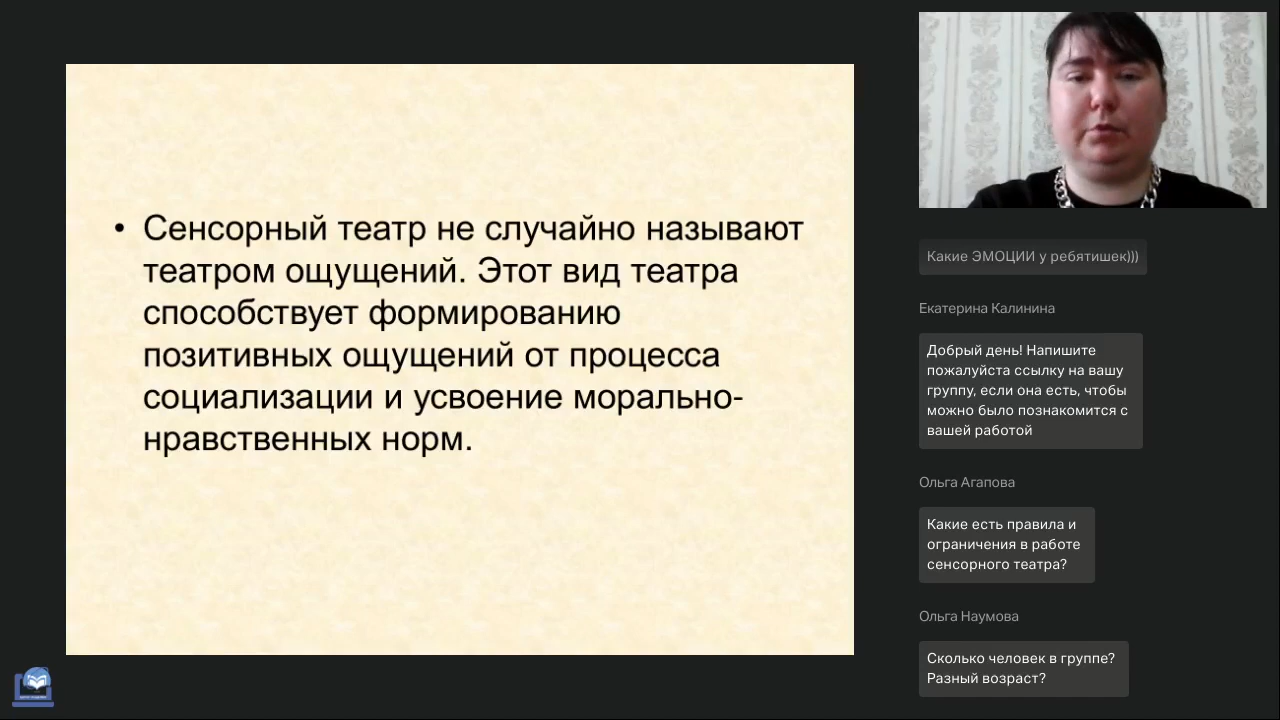 • Сенсорный театр не случайно называют
театром ощущений. Этот вид театра
способствует формированию
позитивных ощущений от процесса
социализации и усвоение морально-
нравственных норм.
Какие ЭМОЦИИ у ребятишек)))
Екатерина Калинина
Добрый день! Напишите
пожалуйста ссылку на вашу
группу, если она есть, чтобы
можно было познакомится с
вашей работой
Ольга Агапова
Какие есть правила и
ограничения в работе
сенсорного театра?
Ольга Наумова
Сколько человек в группе?
Разный возраст?